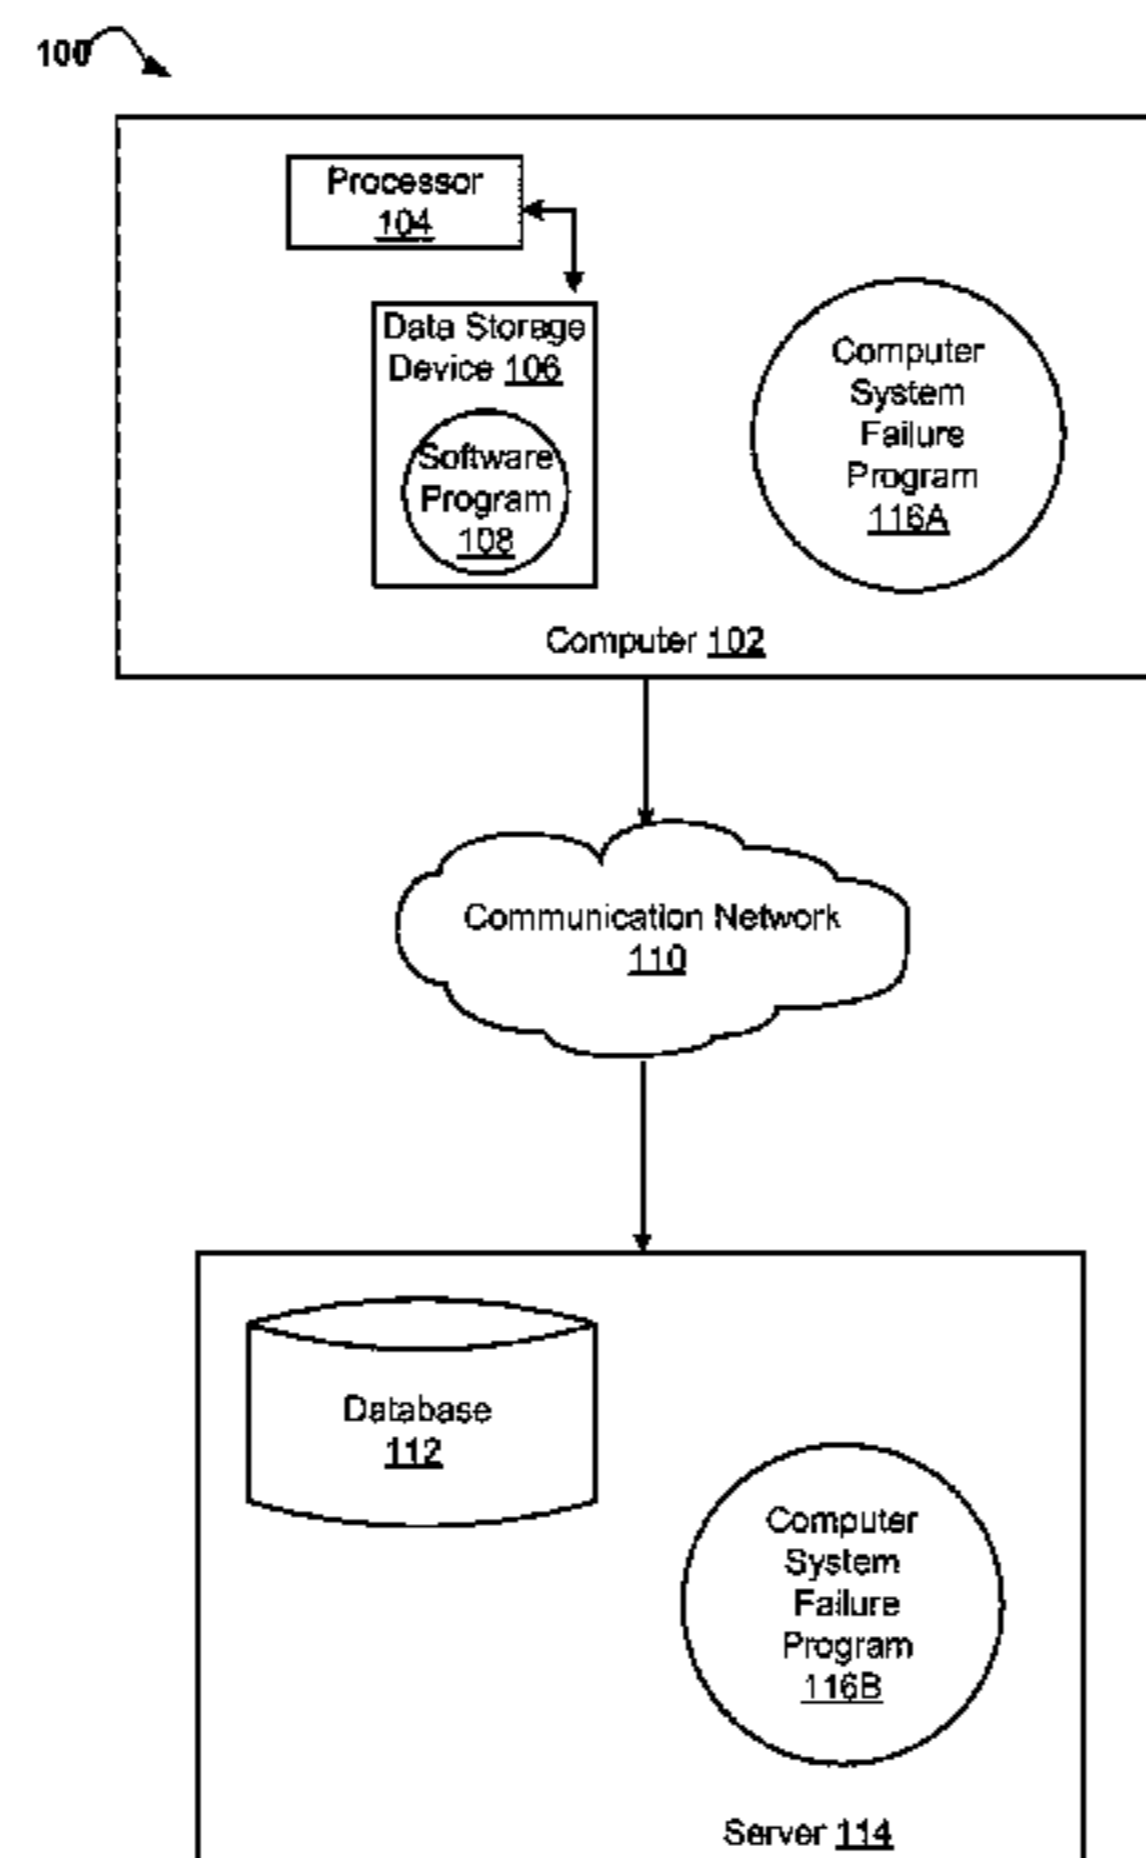 100
Processor
104
Data Storage
Device 106
Software
Program
108
Computer
System
Failure
Program
116A
Computer 102
Communication Network
110
Database
112
Computer
System
Failure
Program
116B
Server 114